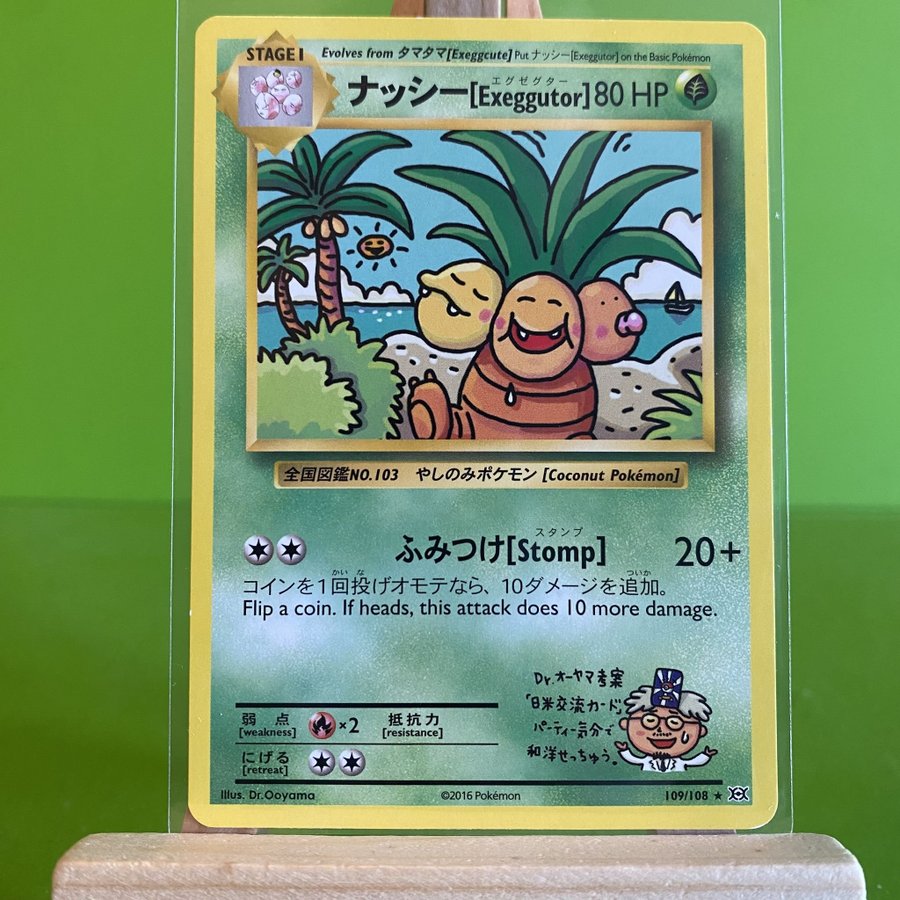 STAGE 1 Evolves from タマタマ[Exeggcute] Put ナッシー[Exeggutor] on the Basic Pokémon
エグゼグター
ナッシー[Exeggutor] 80 HP
全国図鑑NO.103 やしのみポケモン [Coconut Pokémon]
スタンプ
ふみつけ[Stomp] 20+
かい な ついか
コインを1回投げオモテなら、10ダメージを追加。
Flip a coin. If heads, this attack does 10 more damage.
Dr.オーヤマ考案
「日米交流カード」
パーティー気分で
和洋せっちゅう。
弱点 ×2 抵抗力
[weakness] [resistance]
にげる
[retreat]
Illus. Dr.Ooyama ©2016 Pokémon 109/108 ★